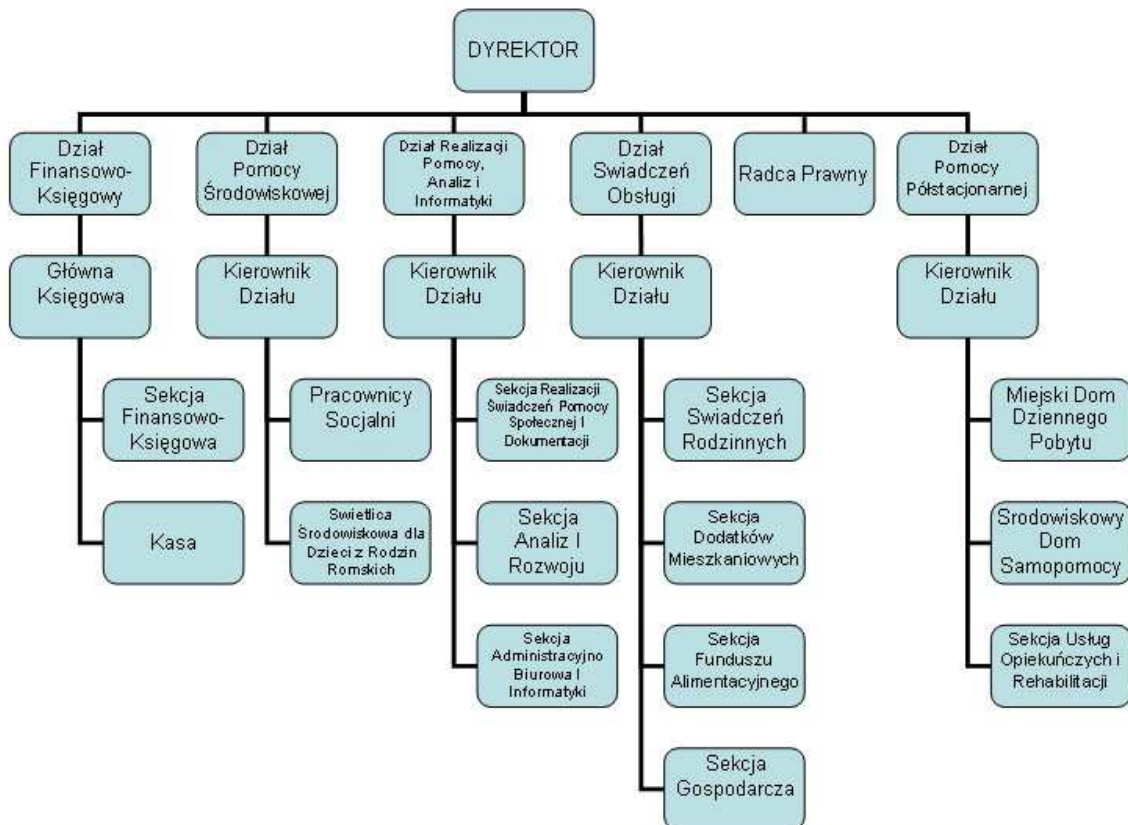 DYREKTOR
Dział
Finansowo-
Księgowy
Dział
Pomocy
Środowiskowej
Dział Realizacji
Pomocy,
Analiz i
Informatyki
Dział
Swiadczeń
Obsługi
Radca Prawny
Dział
Pomocy
Półstacjonarnej
Główna
Księgowa
Kierownik
Działu
Kierownik
Działu
Kierownik
Działu
Kierownik
Działu
Sekcja
Finansowo-
Księgowa
Pracownicy
Socjalni
Sekcja Realizacji
Świadczeń Pomocy
Społecznej I
Dokumentacji
Sekcja
Swiadczeń
Rodzinnych
Miejski Dom
Dziennego
Pobytu
Kasa
Swietlica
Środowiskowa dla
Dzieci z Rodzin
Romskich
Sekcja
Analiz I
Rozwoju
Sekcja
Dodatków
Mieszkaniowych
Srodowiskowy
Dom
Samopomocy
Sekcja
Administracyjno
Biurowa I
Informatyki
Sekcja
Funduszu
Alimentacyjnego
Sekcja Usług
Opiekuńczych i
Rehabilitacji
Sekcja
Gospodarcza